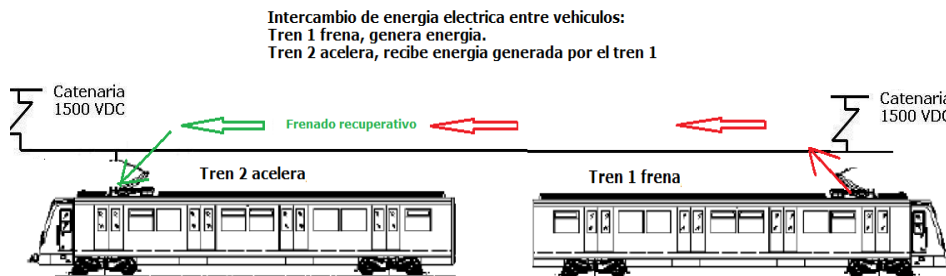 Intercambio de energia electrica entre vehiculos:
Tren 1 frena, genera energia.
Tren 2 acelera, recibe energia generada por el tren 1
Catenaria
1500 VDC
Catenaria
1500 VDC
Frenado recuperativo
Tren 2 acelera
Tren 1 frena